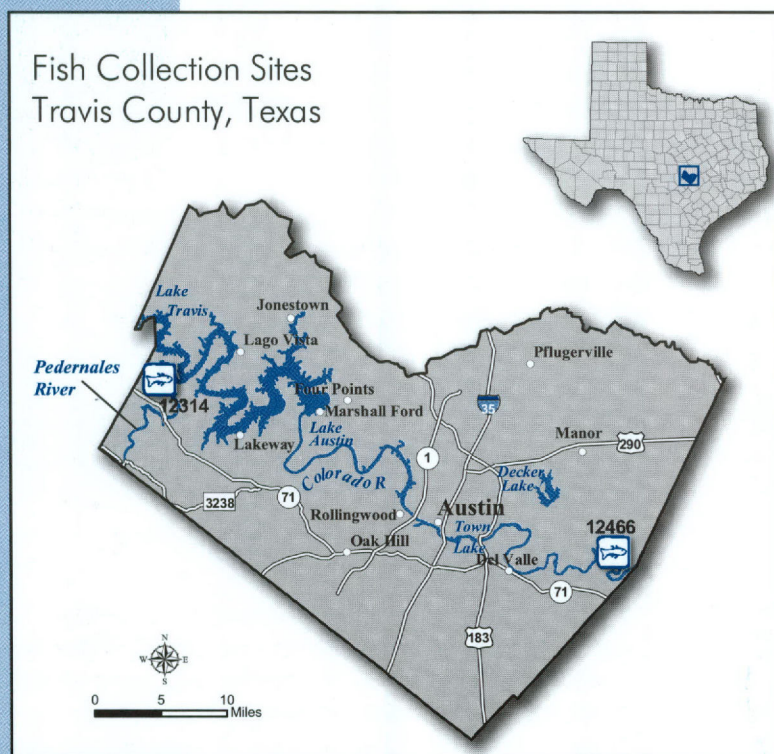 Fish Collection Sites
Travis County, Texas
Lake
Travis
Jonestown
Lago Vista
Pflugerville
Pedernales
River
12314
Four Points
Marshall Ford
35
Lakeway
Lake
Austin
Manor
290
1
Colorado R
Decker
Lake
3238
71
Rollingwood
Austin
Town
Lake
12466
Oak Hill
Del Valle
71
183
N
W
E
S
0
5
10
Miles